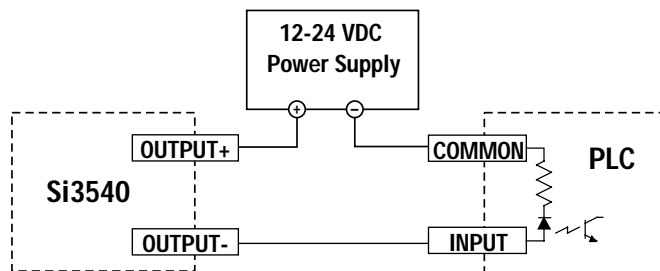 12-24 VDC
Power Supply
+ −
OUTPUT+
COMMON
PLC
Si3540
OUTPUT-
INPUT